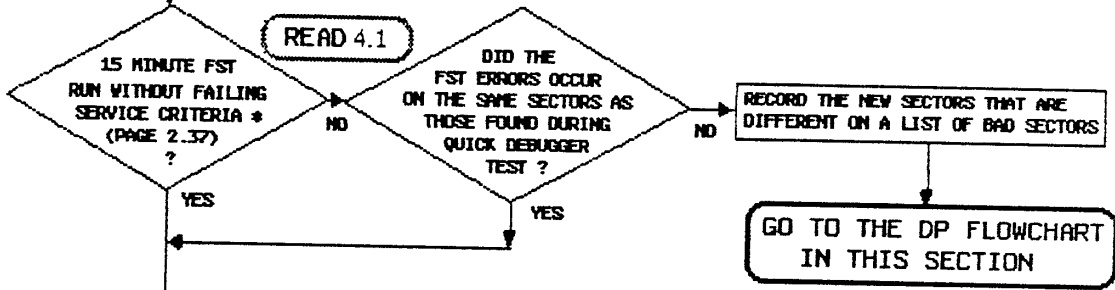 15 MINUTE FST
RUN WITHOUT FAILING
SERVICE CRITERIA *
(PAGE 2.37)
?
YES
NO
READ 4.1
DID THE
FST ERRORS OCCUR
ON THE SAME SECTORS AS
THOSE FOUND DURING
QUICK DEBUGGER
TEST ?
YES
NO
RECORD THE NEW SECTORS THAT ARE
DIFFERENT ON A LIST OF BAD SECTORS
GO TO THE DP FLOWCHART
IN THIS SECTION